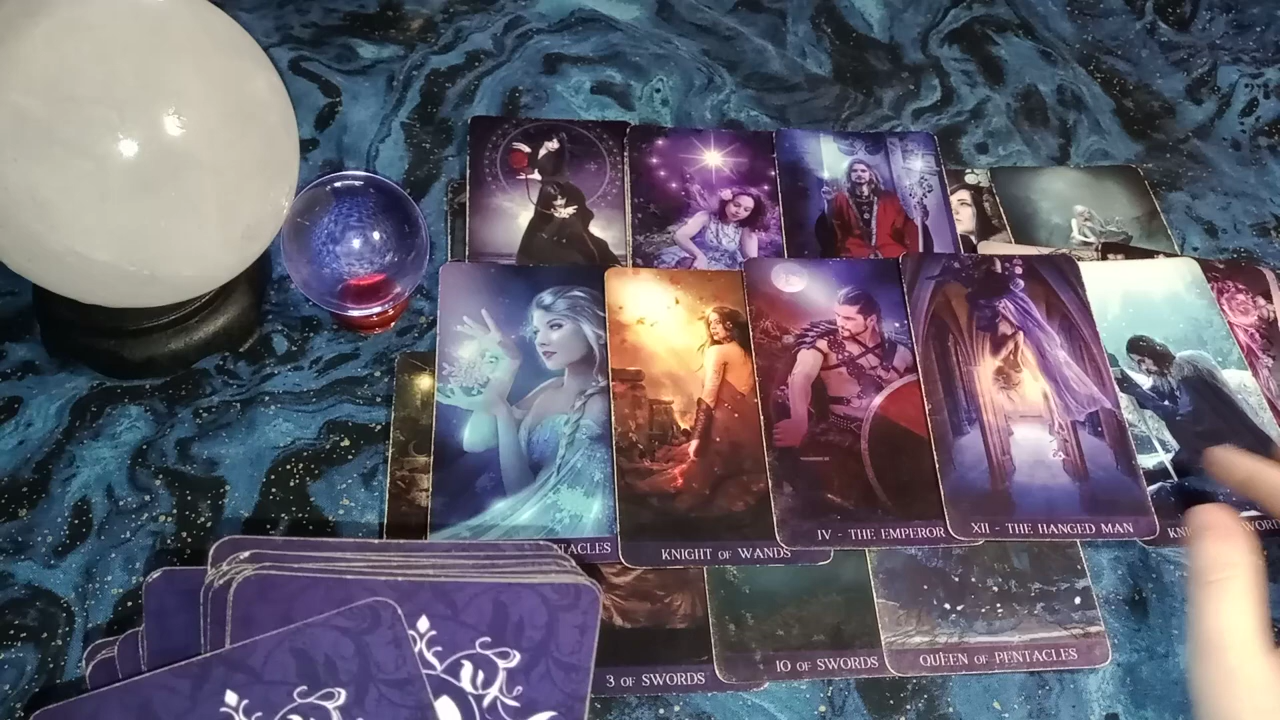 TACLES
KNIGHT OF WANDS
IV - THE EMPEROR
XII - THE HANGED MAN
3 OF SWORDS
10 OF SWORDS
QUEEN OF PENTACLES